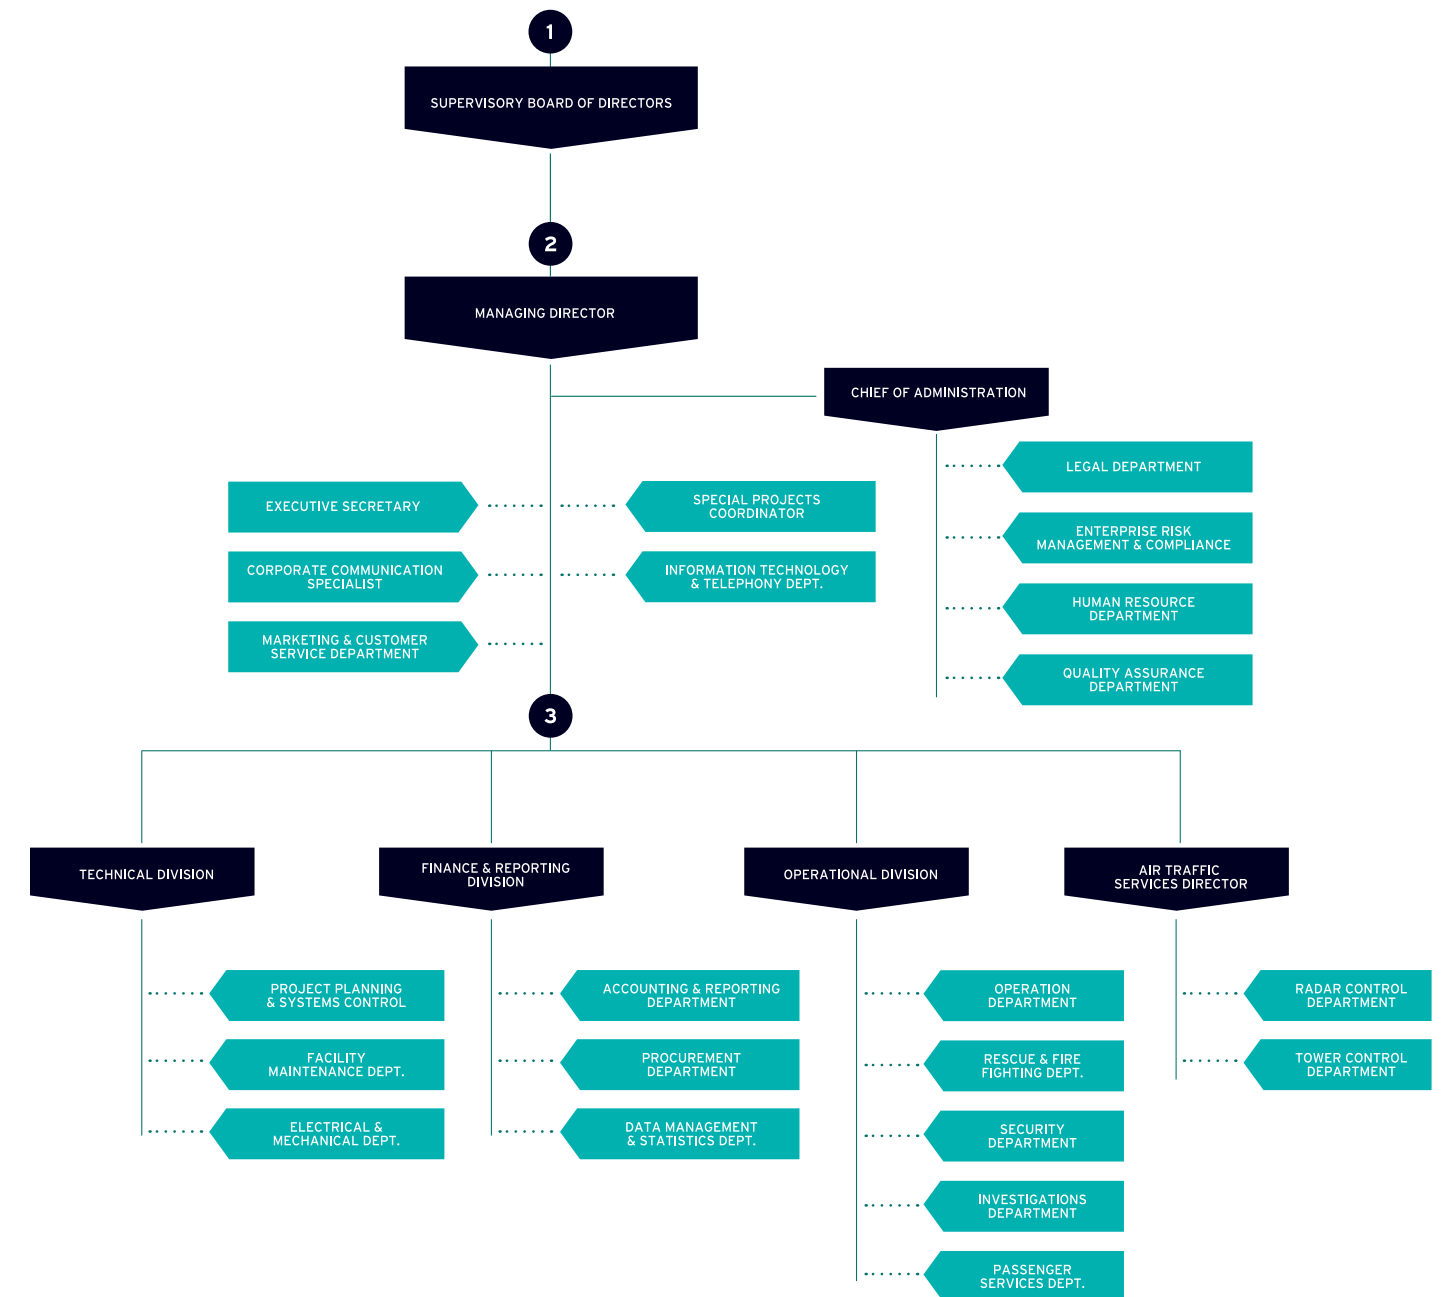 1
SUPERVISORY BOARD OF DIRECTORS
2
MANAGING DIRECTOR
CHIEF OF ADMINISTRATION
LEGAL DEPARTMENT
ENTERPRISE RISK
MANAGEMENT & COMPLIANCE
HUMAN RESOURCE
DEPARTMENT
QUALITY ASSURANCE
DEPARTMENT
EXECUTIVE SECRETARY
SPECIAL PROJECTS
COORDINATOR
CORPORATE COMMUNICATION
SPECIALIST
INFORMATION TECHNOLOGY
& TELEPHONY DEPT.
MARKETING & CUSTOMER
SERVICE DEPARTMENT
3
TECHNICAL DIVISION
PROJECT PLANNING
& SYSTEMS CONTROL
FACILITY
MAINTENANCE DEPT.
ELECTRICAL &
MECHANICAL DEPT.
FINANCE & REPORTING
DIVISION
ACCOUNTING & REPORTING
DEPARTMENT
PROCUREMENT
DEPARTMENT
DATA MANAGEMENT
& STATISTICS DEPT.
OPERATIONAL DIVISION
OPERATION
DEPARTMENT
RESCUE & FIRE
FIGHTING DEPT.
SECURITY
DEPARTMENT
INVESTIGATIONS
DEPARTMENT
PASSENGER
SERVICES DEPT.
AIR TRAFFIC
SERVICES DIRECTOR
RADAR CONTROL
DEPARTMENT
TOWER CONTROL
DEPARTMENT